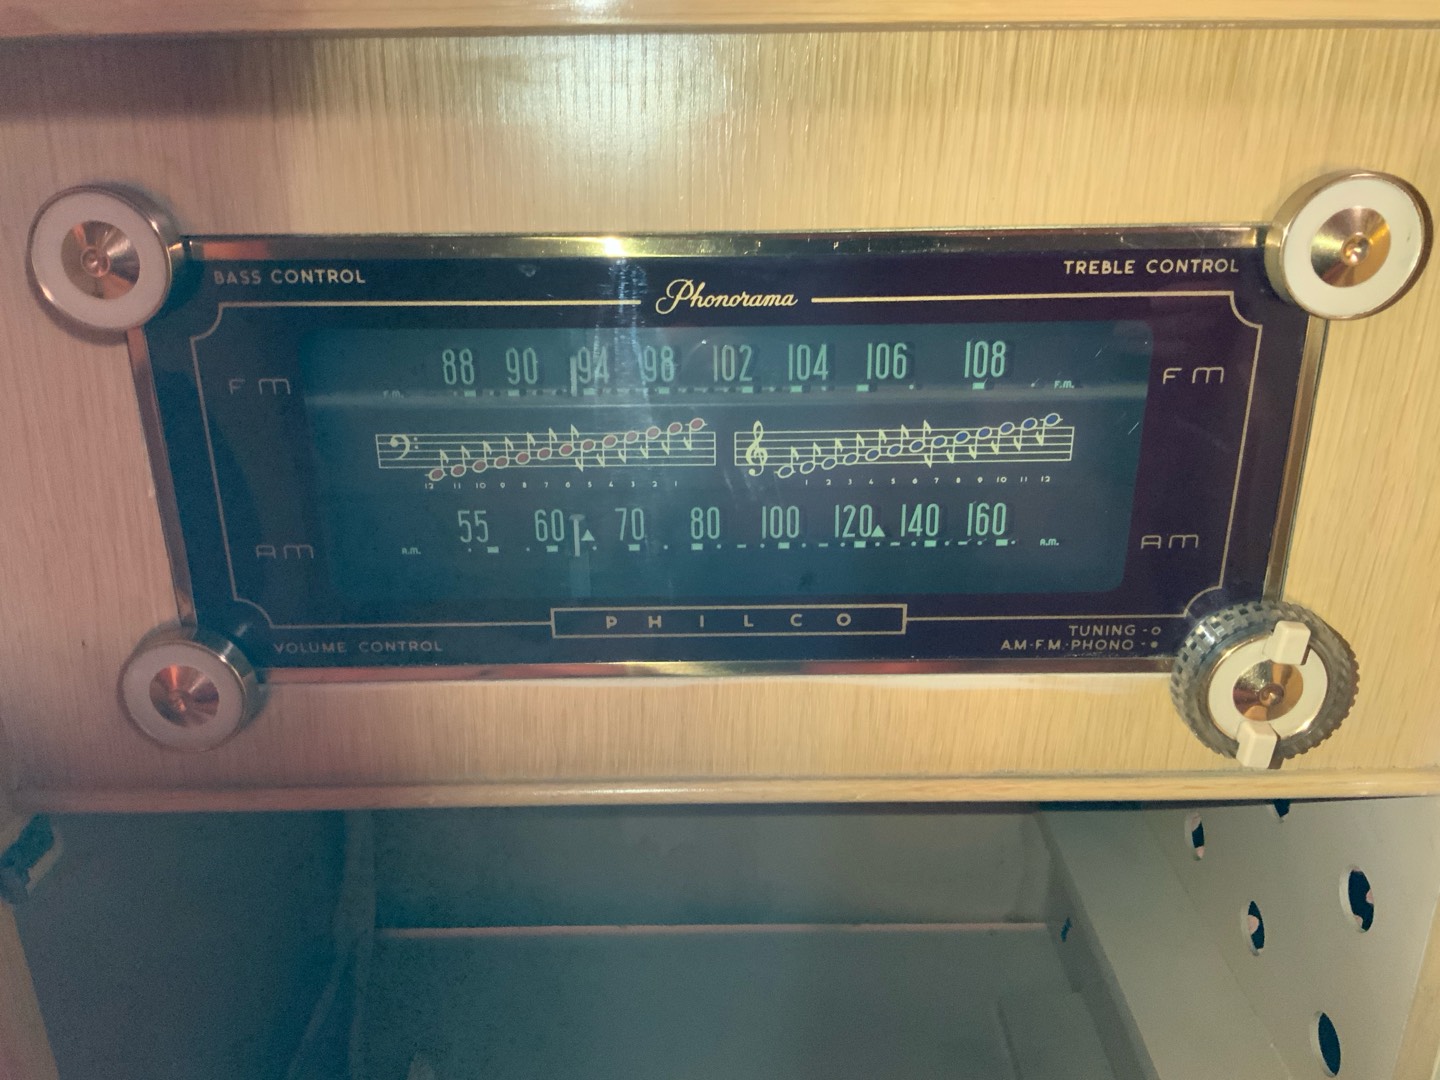 BASS CONTROL
TREBLE CONTROL
Phonorama
88 90 94 98 102 104 106 108
FM
F.M.
F.M.
FM
12 11 10 9 8 7 6 5 4 3 2 1
1 2 3 4 5 6 7 8 9 10 11 12
55 60 70 80 100 120 140 160
AM
A.M.
A.M.
AM
PHILCO
VOLUME CONTROL
TUNING
A.M-F.M.-PHONO